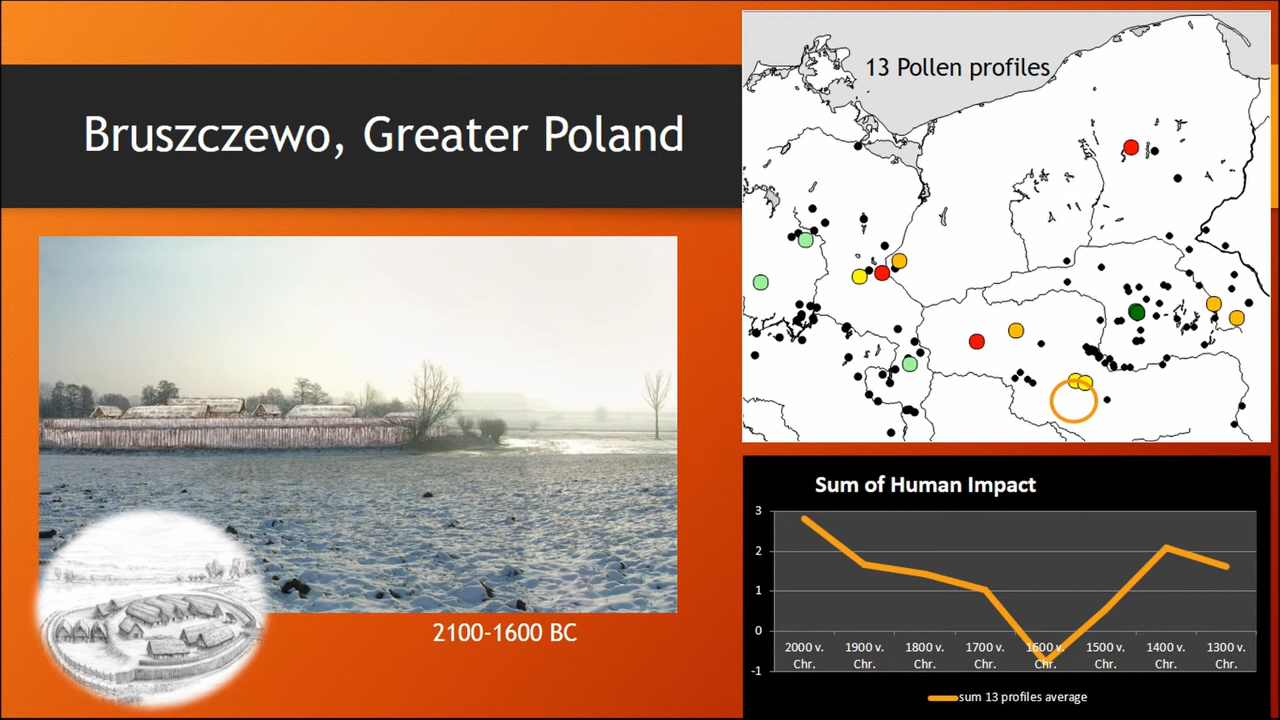 Bruszczewo, Greater Poland
2100-1600 BC
13 Pollen profiles
Sum of Human Impact
3
2
1
0
-1
2000 v. Chr.
1900 v. Chr.
1800 v. Chr.
1700 v. Chr.
1600 v. Chr.
1500 v. Chr.
1400 v. Chr.
1300 v. Chr.
sum 13 profiles average